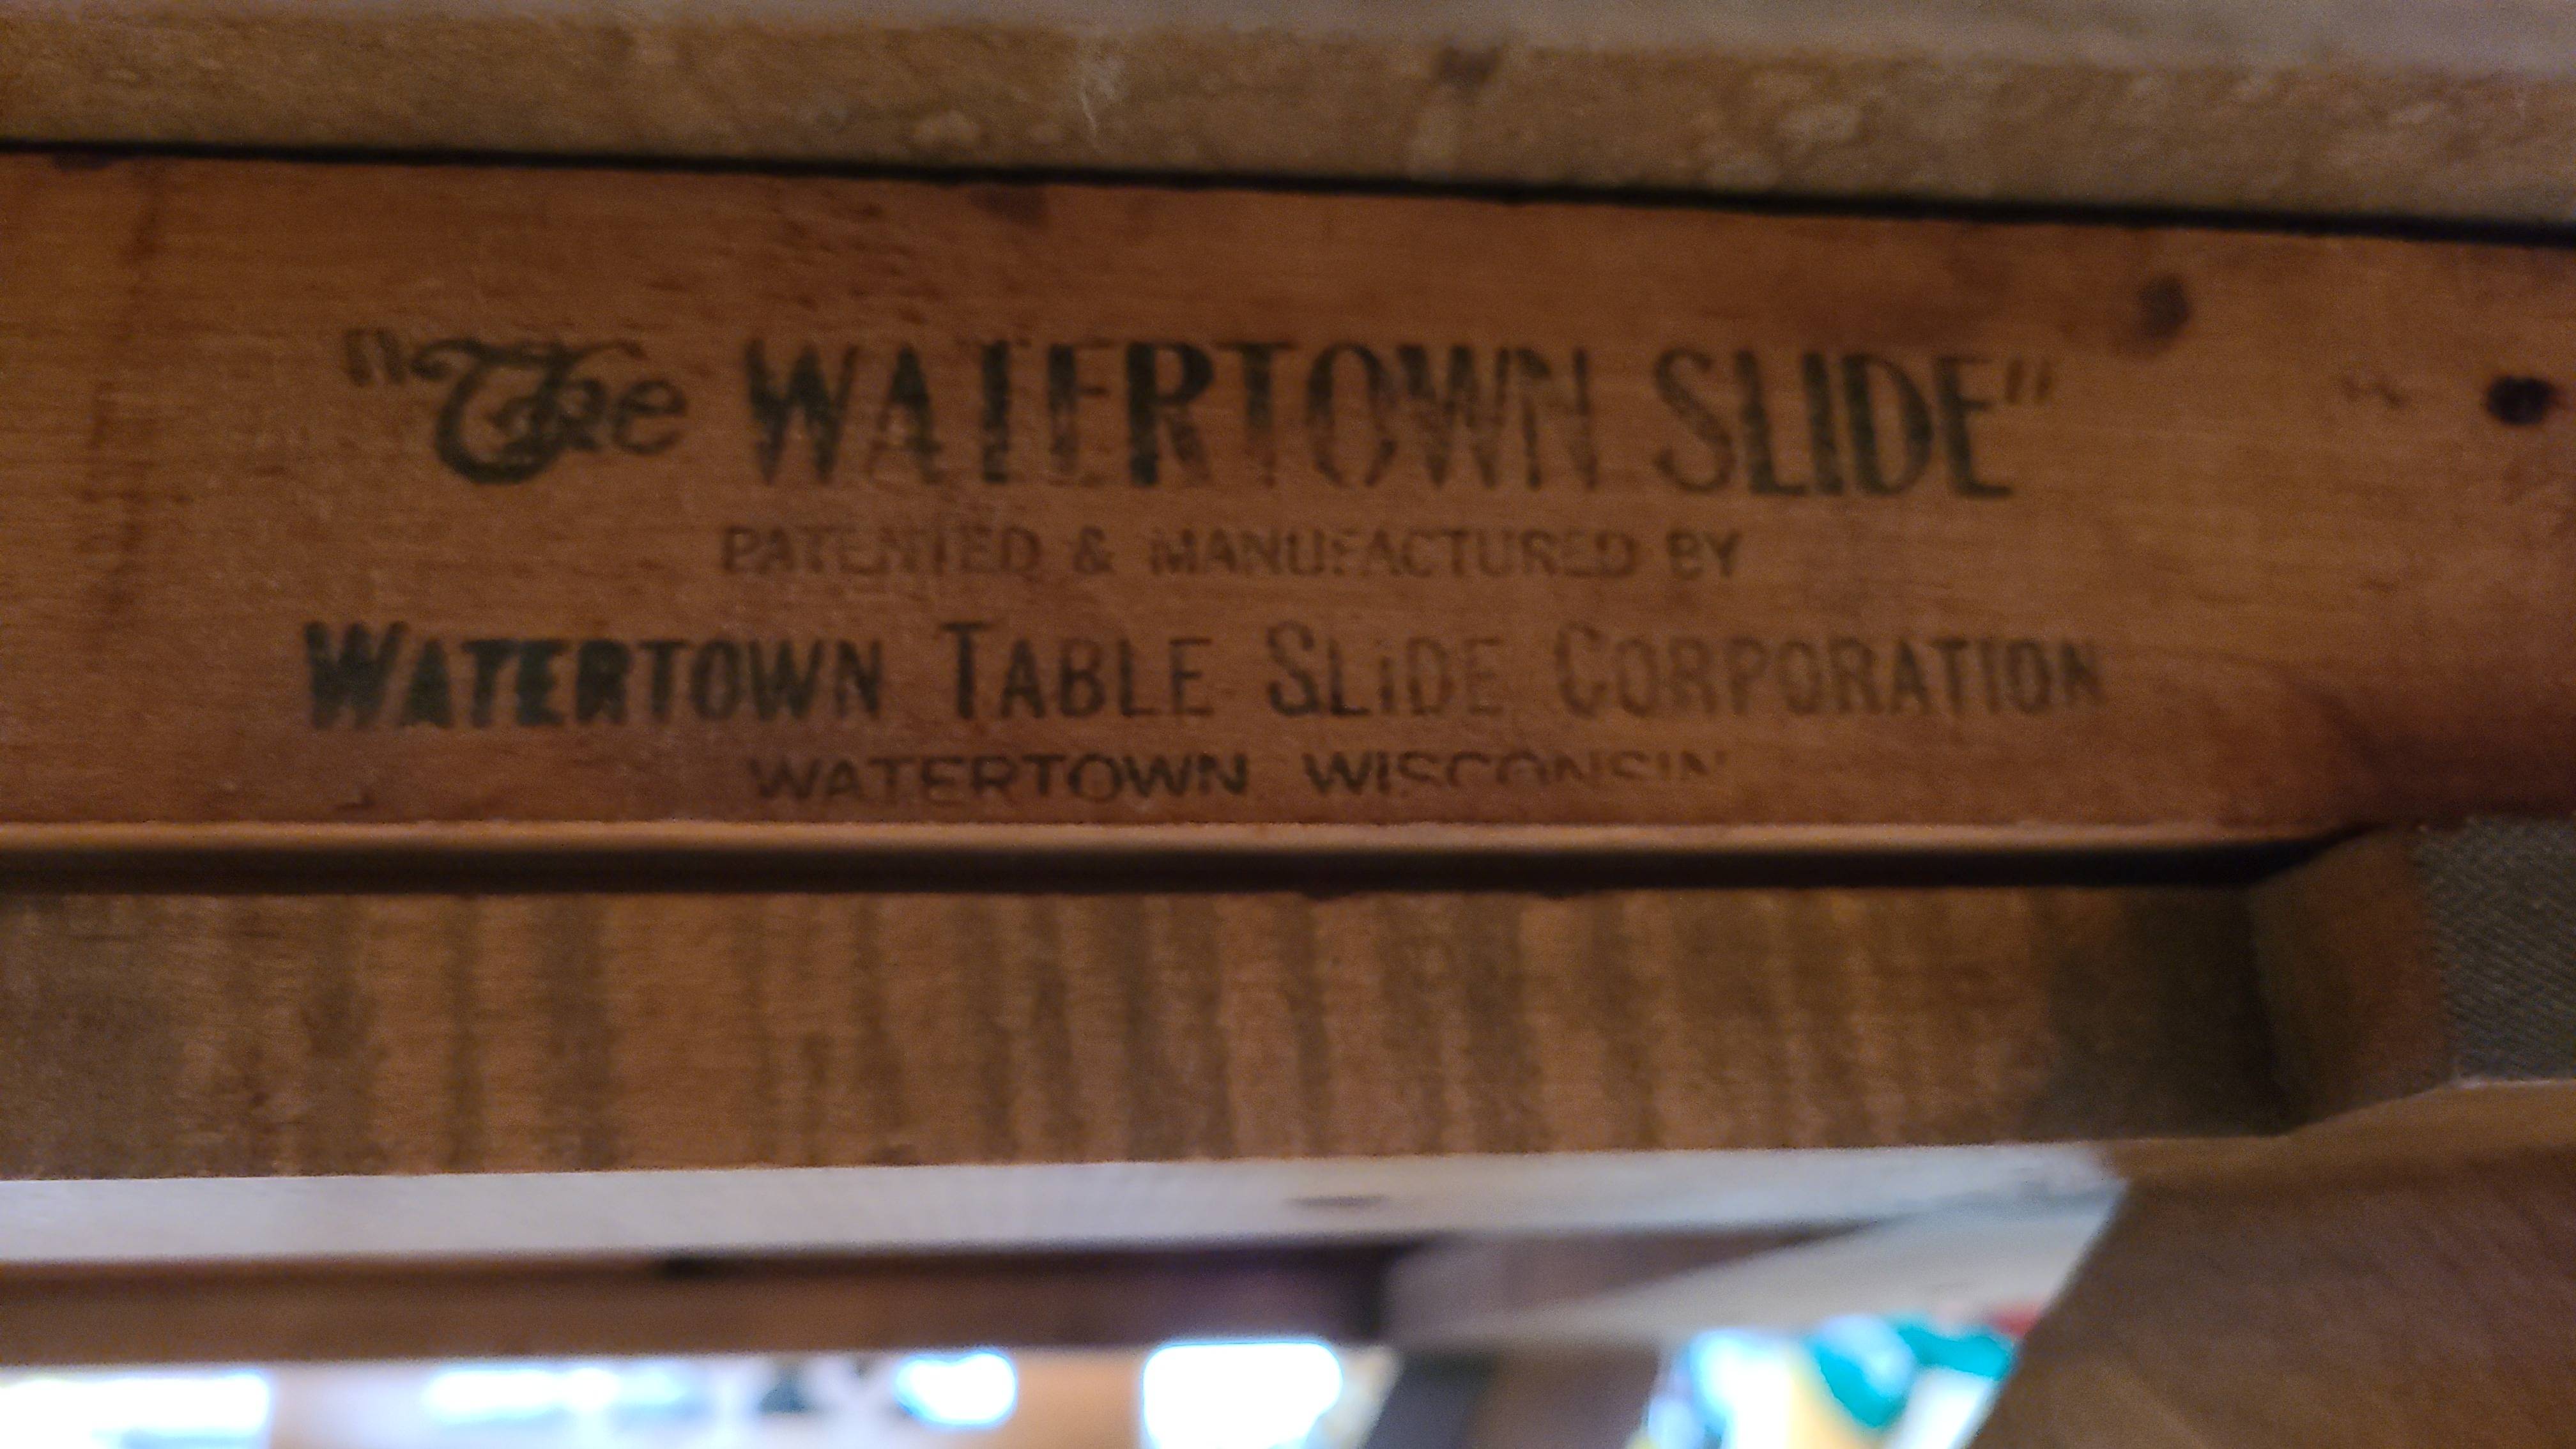 "The WATERTOWN SLIDE"
PATENTED & MANUFACTURED BY
WATERTOWN TABLE SLiDE CORPORATION
WATERTOWN, WISCONSIN